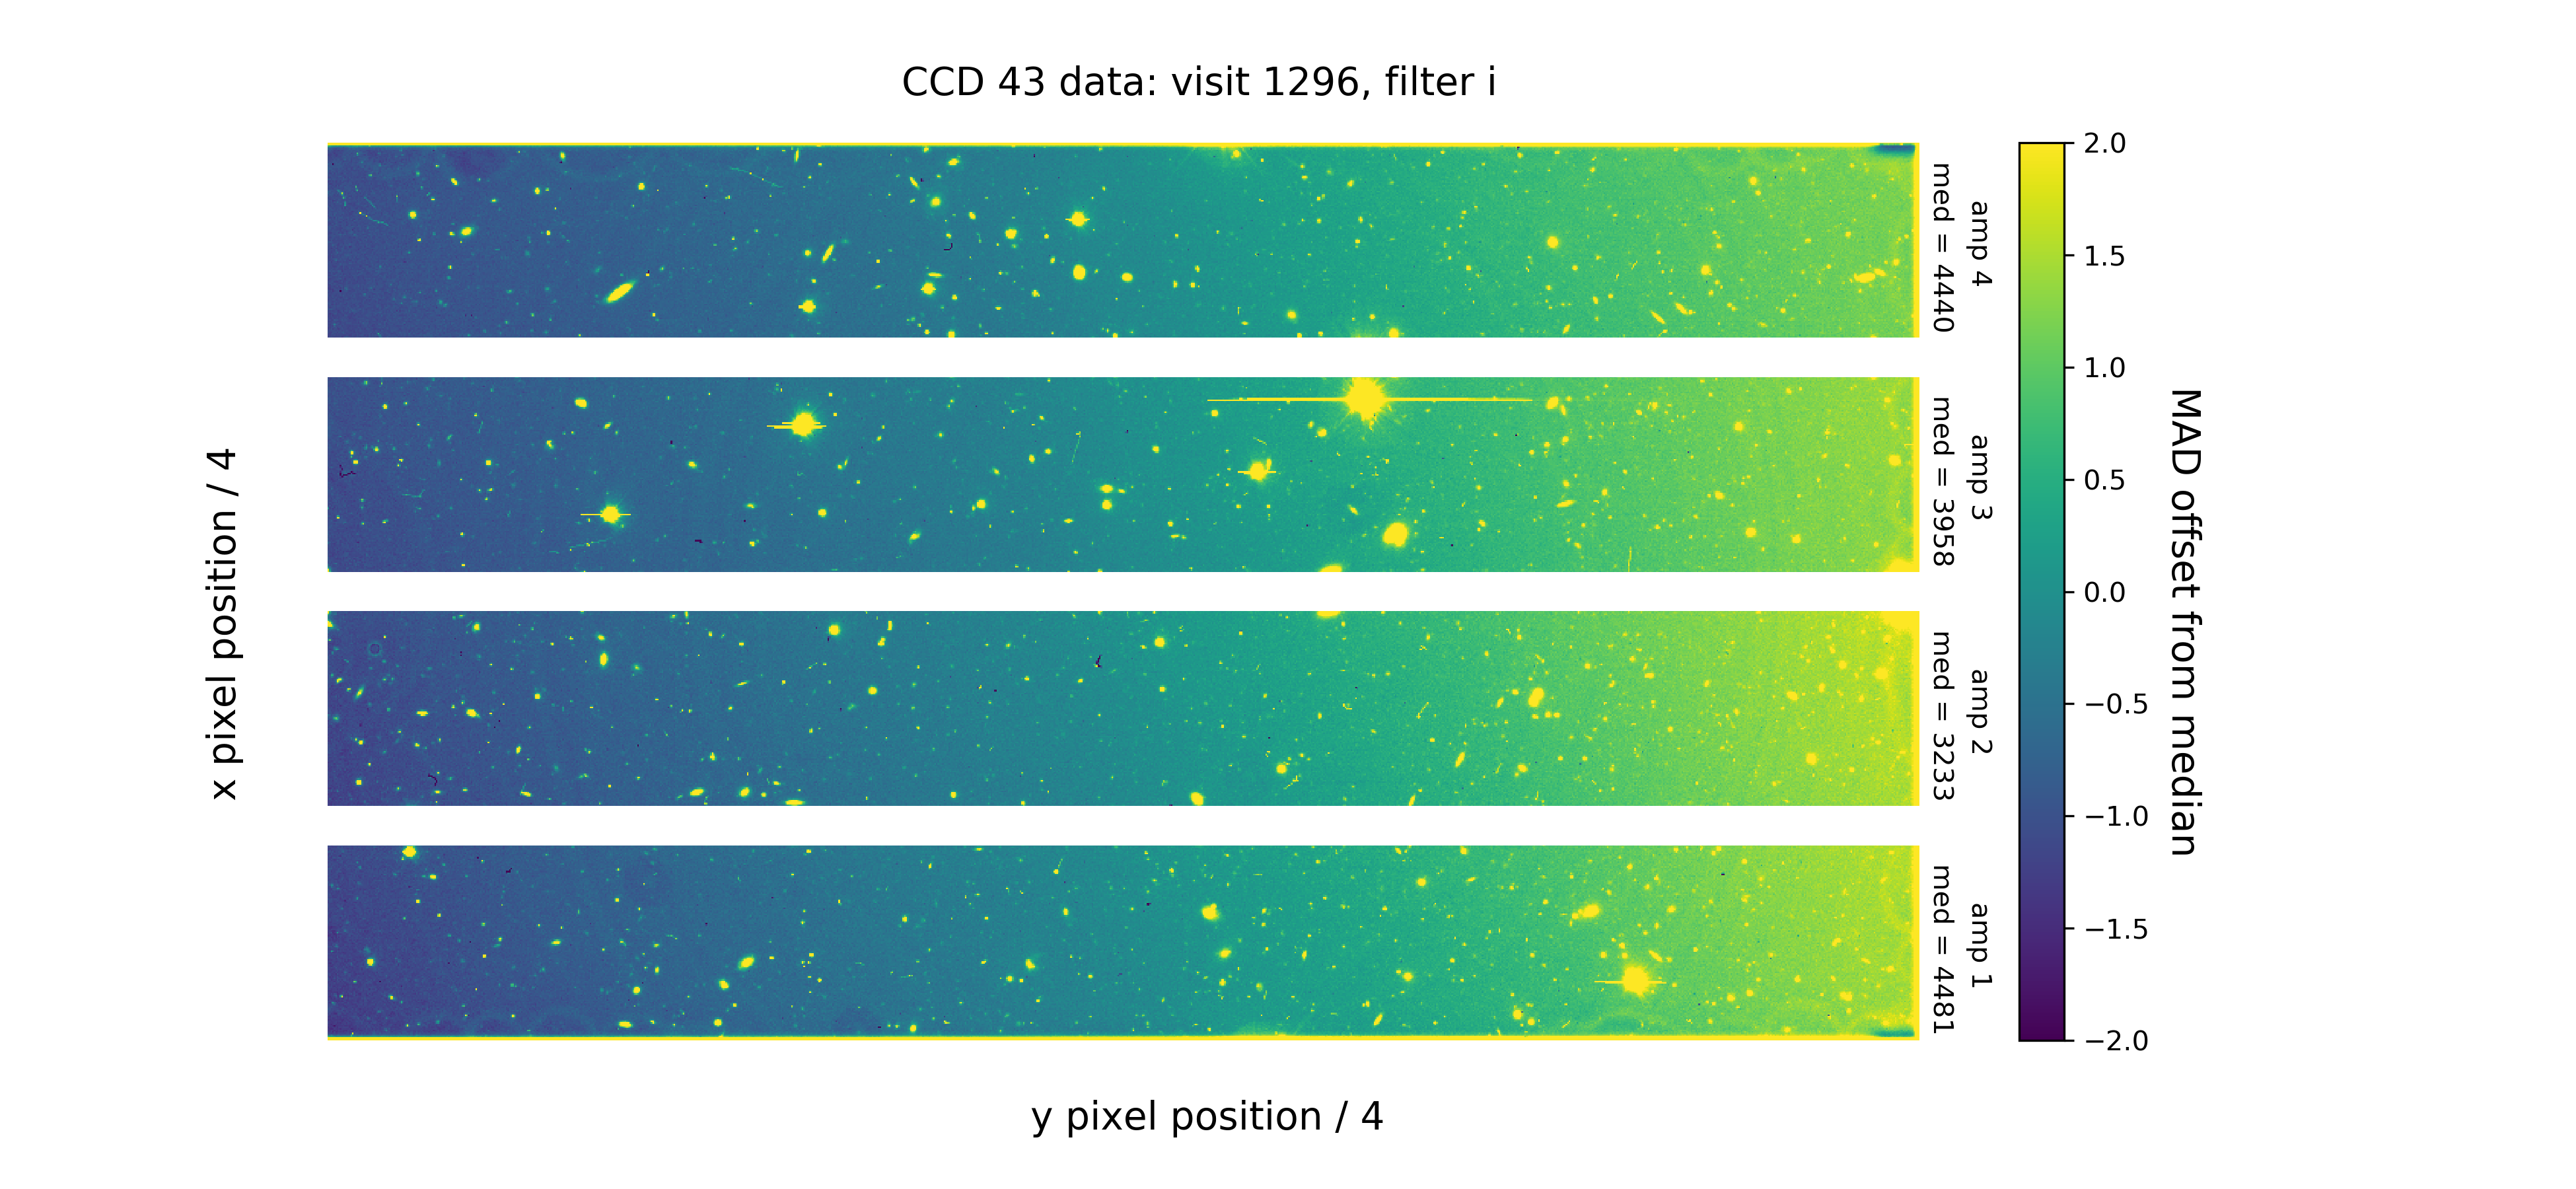 CCD 43 data: visit 1296, filter i
x pixel position / 4
amp 4
med = 4440
amp 3
med = 3958
amp 2
med = 3233
amp 1
med = 4481
y pixel position / 4
2.0
1.5
1.0
0.5
0.0
−0.5
−1.0
−1.5
−2.0
MAD offset from median